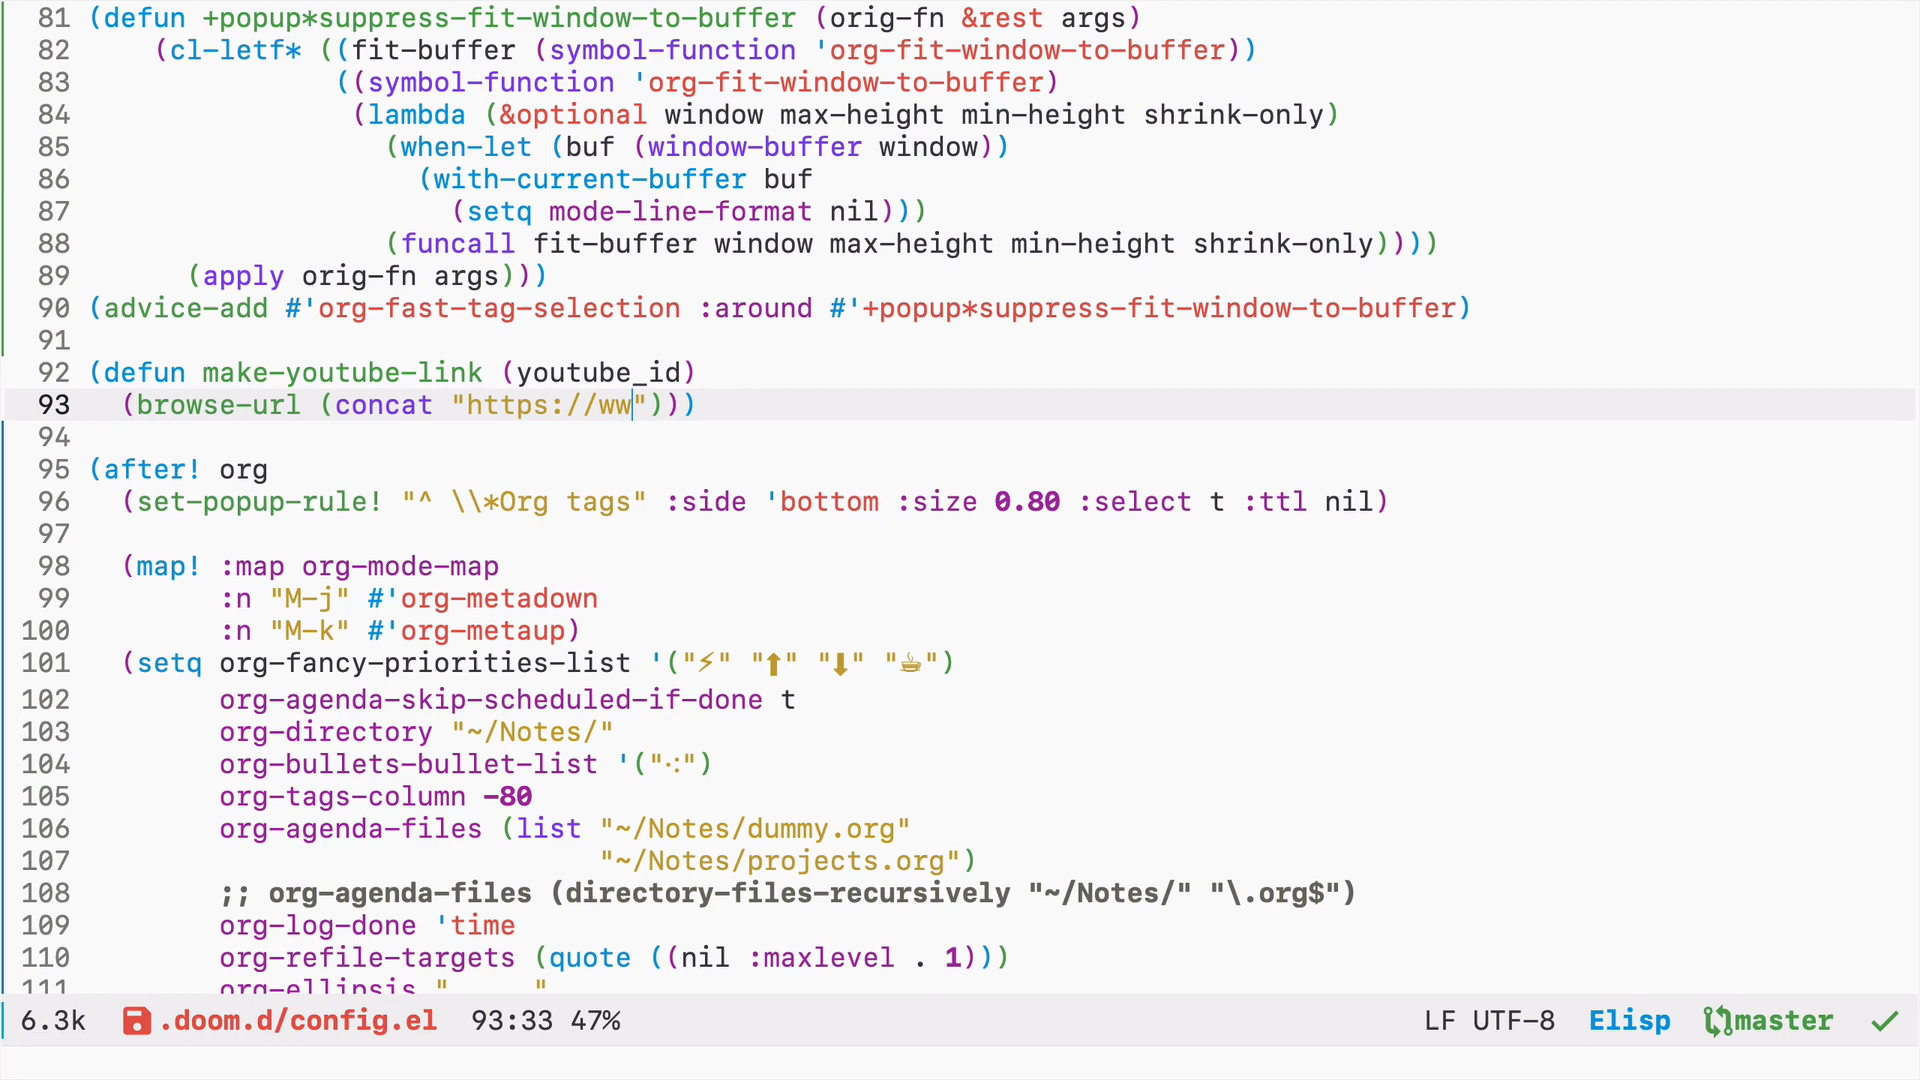 81 (defun +popup*suppress-fit-window-to-buffer (orig-fn &rest args)
82     (cl-letf* ((fit-buffer (symbol-function 'org-fit-window-to-buffer))
83                ((symbol-function 'org-fit-window-to-buffer)
84                 (lambda (&optional window max-height min-height shrink-only)
85                   (when-let (buf (window-buffer window))
86                     (with-current-buffer buf
87                       (setq mode-line-format nil)))
88                   (funcall fit-buffer window max-height min-height shrink-only))))
89       (apply orig-fn args)))
90 (advice-add #'org-fast-tag-selection :around #'+popup*suppress-fit-window-to-buffer)
91
92 (defun make-youtube-link (youtube_id)
93   (browse-url (concat "https://ww")))
94
95 (after! org
96   (set-popup-rule! "^ \\*Org tags" :side 'bottom :size 0.80 :select t :ttl nil)
97
98   (map! :map org-mode-map
99         :n "M-j" #'org-metadown
100         :n "M-k" #'org-metaup)
101   (setq org-fancy-priorities-list '("⚡" "⬆" "⬇" "☕")
102         org-agenda-skip-scheduled-if-done t
103         org-directory "~/Notes/"
104         org-bullets-bullet-list '("⁖")
105         org-tags-column -80
106         org-agenda-files (list "~/Notes/dummy.org"
107                                "~/Notes/projects.org")
108         ;; org-agenda-files (directory-files-recursively "~/Notes/" "\.org$")
109         org-log-done 'time
110         org-refile-targets (quote ((nil :maxlevel . 1)))
111         org-ellipsis "     "
6.3k .doom.d/config.el 93:33 47% LF UTF-8 Elisp master